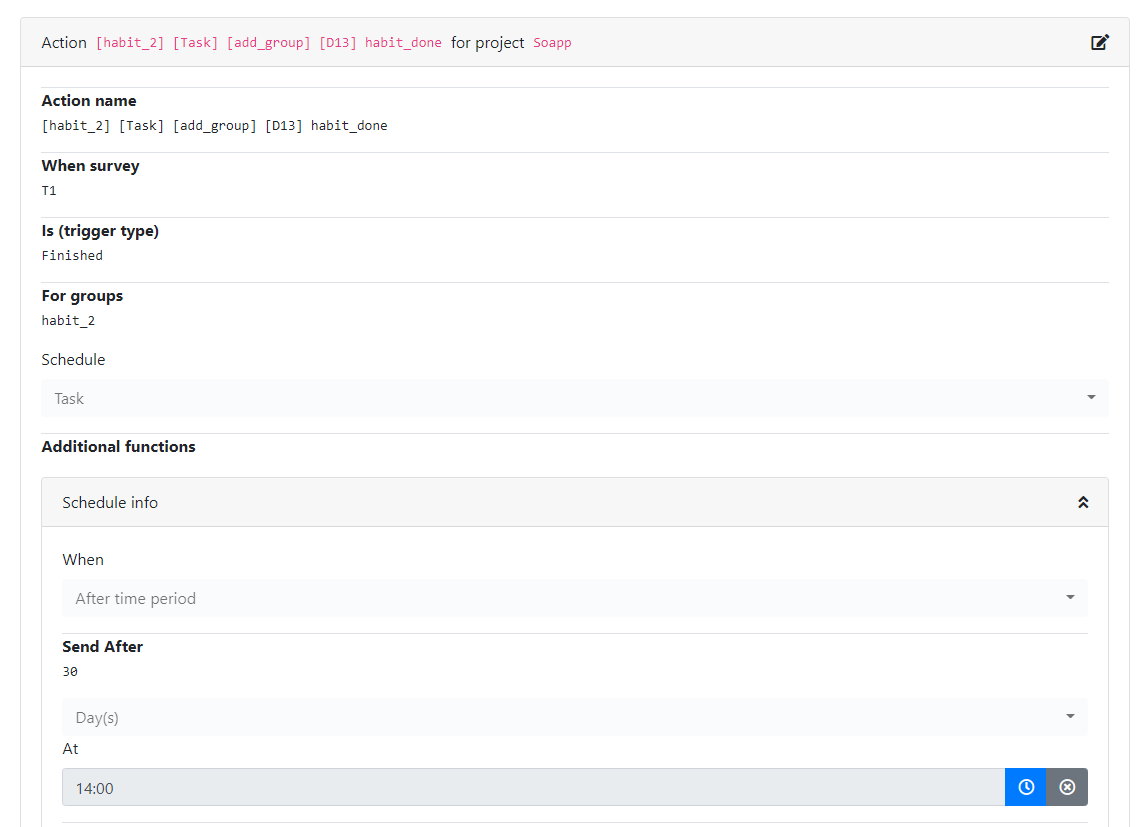 Action [habit_2] [Task] [add_group] [D13] habit_done for project Soapp
Action name
[habit_2] [Task] [add_group] [D13] habit_done
When survey
T1
Is (trigger type)
Finished
For groups
habit_2
Schedule
Task
Additional functions
Schedule info
When
After time period
Send After
30
Day(s)
At
14:00